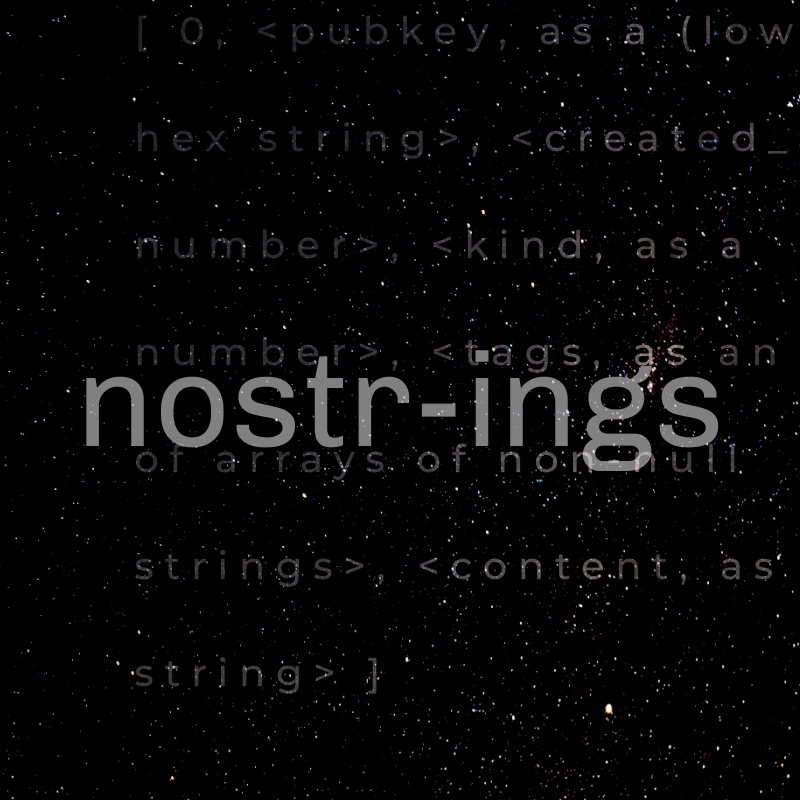 [ 0, <pubkey, as a (low
hex string>, <created_
number>, <kind, as a
number>, <tags, as an
nostr-ings
of arrays of non-null
strings>, <content, as
string> ]